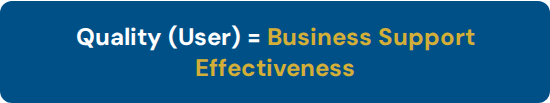 Quality (User) = Business Support
Effectiveness